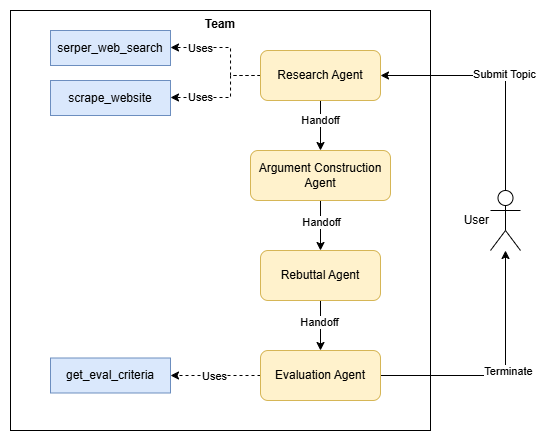 Team
serper_web_search
Uses
scrape_website
Uses
Research Agent
Submit Topic
Handoff
Argument Construction
Agent
Handoff
User
Rebuttal Agent
Handoff
get_eval_criteria
Uses
Evaluation Agent
Terminate